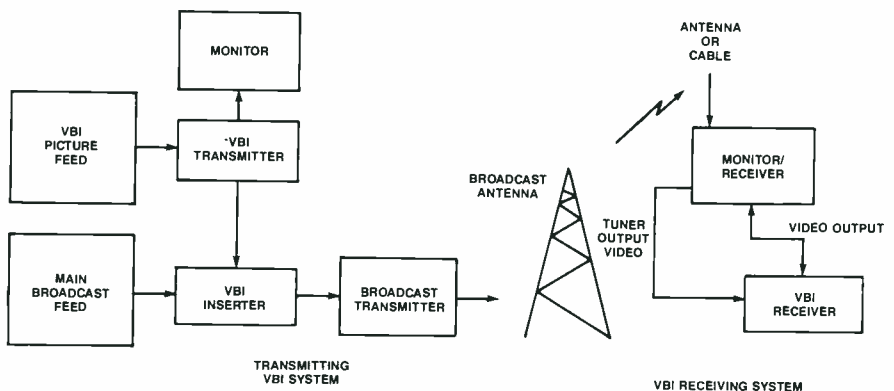 MONITOR
VBI
PICTURE
FEED
VBI
TRANSMITTER
MAIN
BROADCAST
FEED
VBI
INSERTER
BROADCAST
TRANSMITTER
TRANSMITTING
VBI SYSTEM
BROADCAST
ANTENNA
ANTENNA
OR
CABLE
MONITOR/
RECEIVER
TUNER
OUTPUT
VIDEO
VIDEO OUTPUT
VBI
RECEIVER
VBI RECEIVING SYSTEM